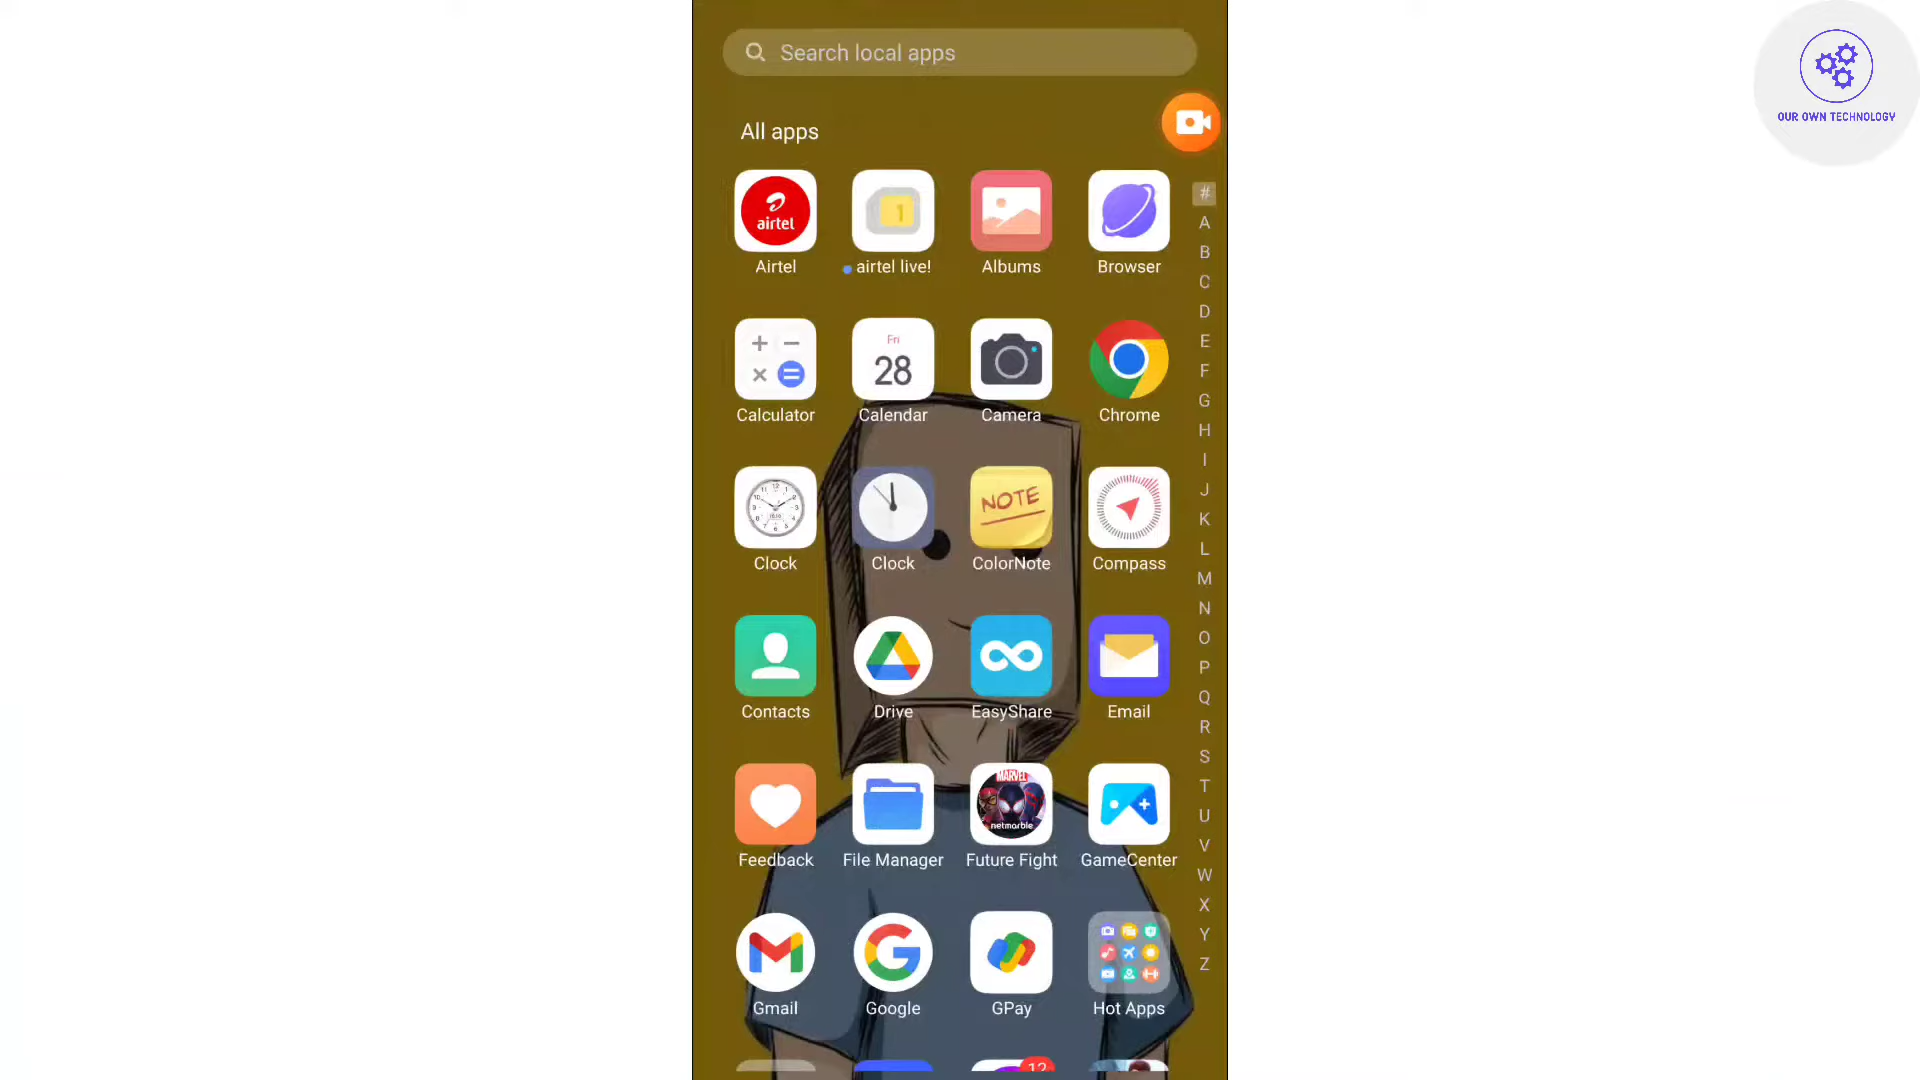 Search local apps
OUR OWN TECHNOLOGY
All apps
airtel
1
#
Airtel
airtel live!
Albums
Browser
A
B
C
D
E
Fri
28
Calculator
Calendar
Camera
Chrome
F
G
H
I
J
NOTE
Clock
Clock
ColorNote
Compass
K
L
M
N
O
Contacts
Drive
EasyShare
Email
P
Q
R
S
T
MARVEL
netmarble
Feedback
File Manager
Future Fight
GameCenter
U
V
W
X
Y
Z
Gmail
Google
GPay
Hot Apps
12